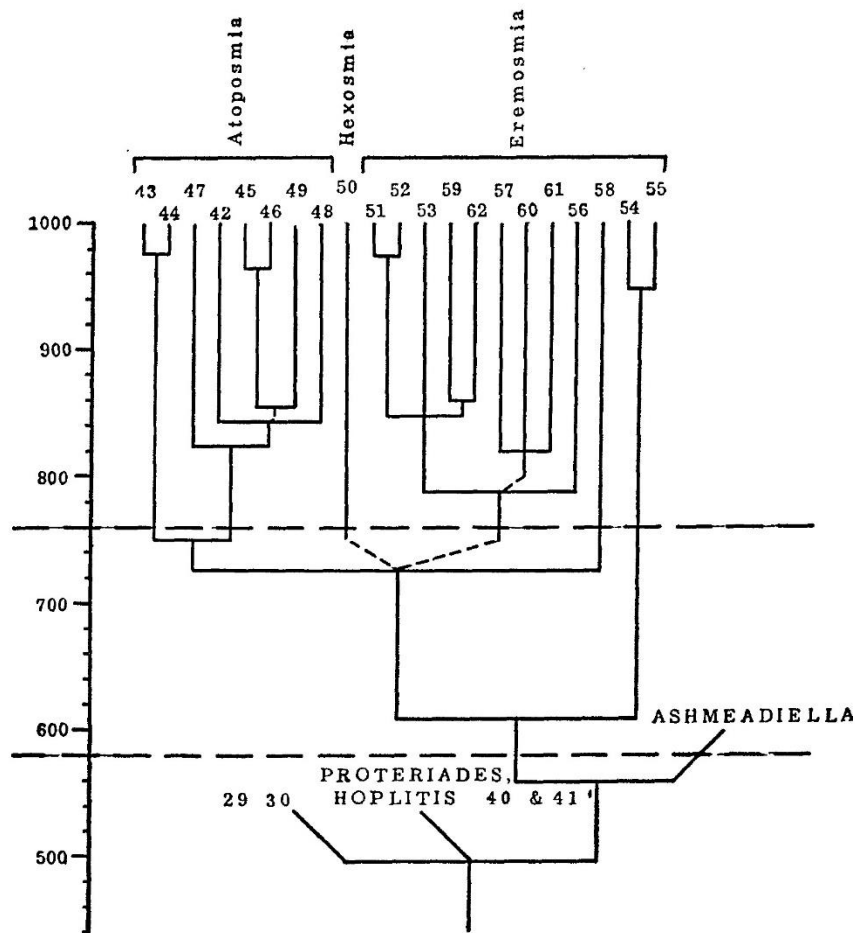 Atoposmia
Hexosmia
Eremosmia
43 47 45 49 50 52 59 57 61 58 55
44 42 46 48 51 53 62 60 56 54
1000
900
800
700
600
ASHMEADIELLA
PROTERIADES,
29 30 HOPLITIS 40 & 41
500